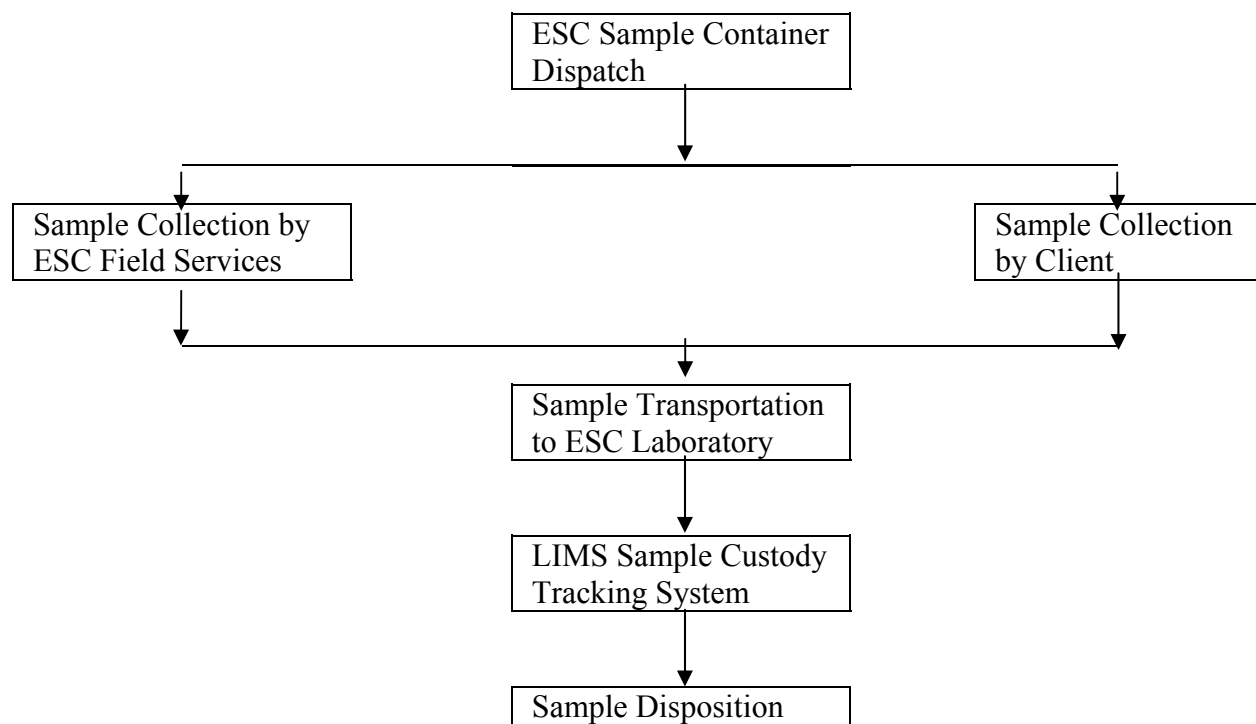 ESC Sample Container
Dispatch
Sample Collection by
ESC Field Services
Sample Collection
by Client
Sample Transportation
to ESC Laboratory
LIMS Sample Custody
Tracking System
Sample Disposition